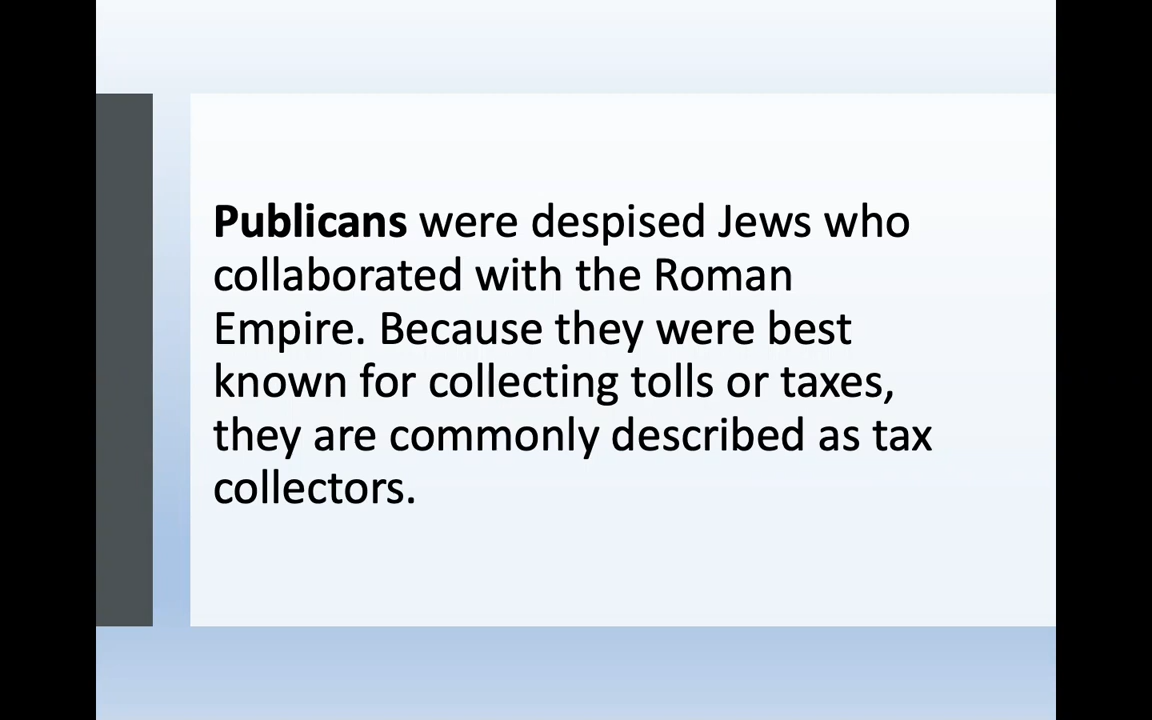 Publicans were despised Jews who
collaborated with the Roman
Empire. Because they were best
known for collecting tolls or taxes,
they are commonly described as tax
collectors.